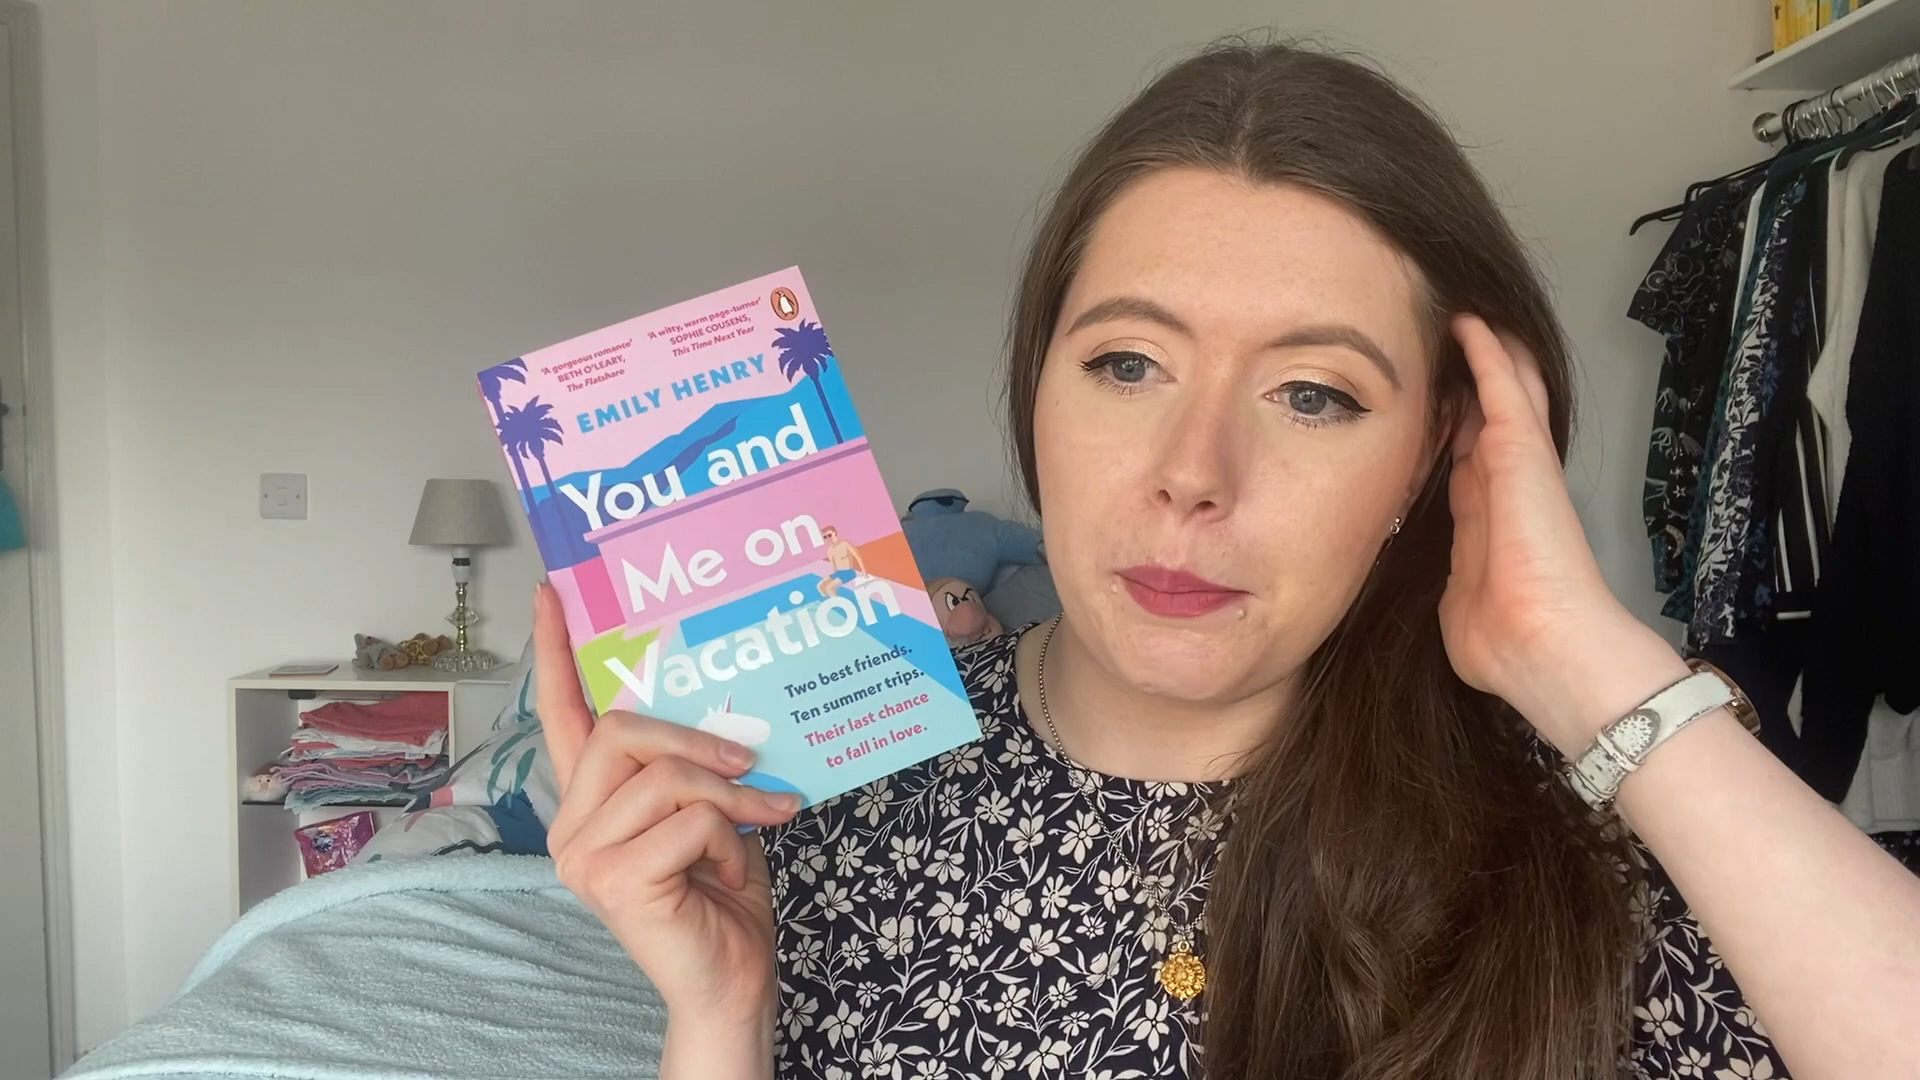 'A gorgeous romance'
BETH O'LEARY,
The Flatshare
'A witty, warm page-turner'
SOPHIE COUSENS,
This Time Next Year
EMILY HENRY
You and
Me on
Vacation
Two best friends.
Ten summer trips.
Their last chance
to fall in love.